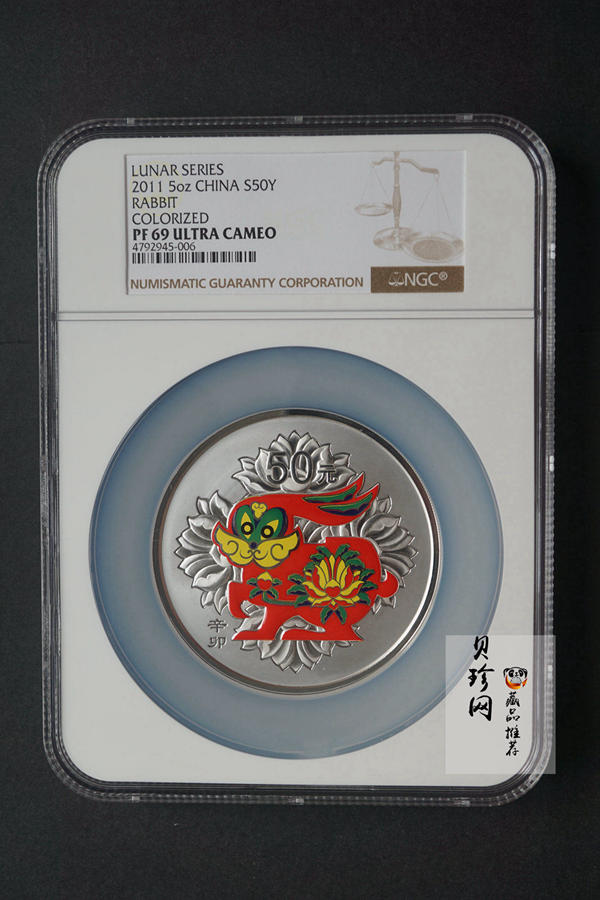 LUNAR SERIES
2011 5oz CHINA S50Y
RABBIT
COLORIZED
PF 69 ULTRA CAMEO
4792945-006
NUMISMATIC GUARANTY CORPORATION
NGC®
50元
辛卯
贝珍网
藏品推荐